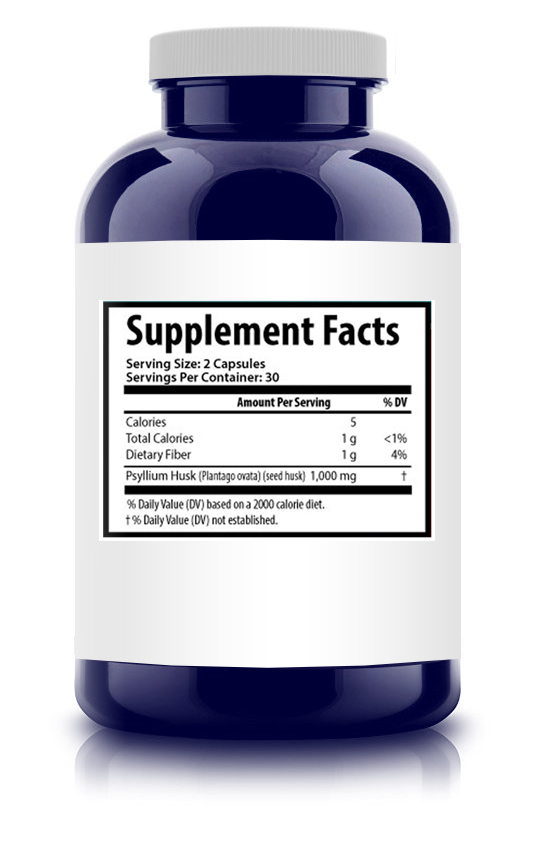 Supplement Facts
Serving Size: 2 Capsules
Servings Per Container: 30
Amount Per Serving % DV
Calories 5
Total Calories 1 g <1%
Dietary Fiber 1 g 4%
Psyllium Husk (Plantago ovata) (seed husk) 1,000 mg †
% Daily Value (DV) based on a 2000 calorie diet.
† % Daily Value (DV) not established.